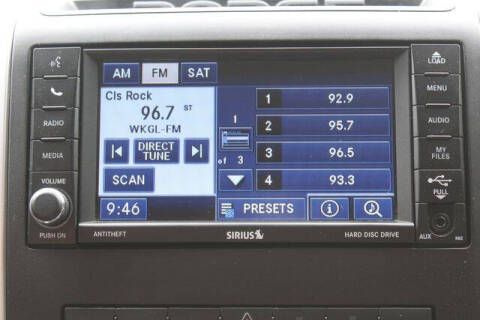 LOAD
AM FM SAT
MENU
Cls Rock
96.7 ST
WKGL-FM
1 92.9
2 95.7
3 96.5
4 93.3
1
of 3
RADIO
AUDIO
DIRECT
TUNE
MEDIA
MY
FILES
SCAN
VOLUME
PULL
9:46
PRESETS
PUSH ON
ANTITHEFT
SIRIUS
HARD DISC DRIVE
AUX